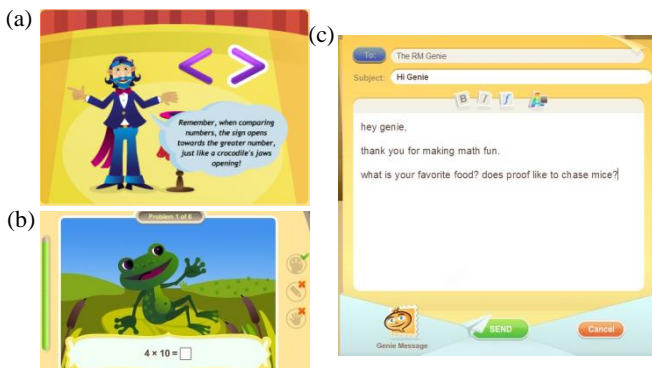 (a)
Remember, when comparing
numbers, the sign opens
towards the greater number,
just like a crocodile's jaws
opening!
(b)
Problem 1 of 6
4 × 10 =
(c)
To: The RM Genie
Subject: Hi Genie
B I f
hey genie,
thank you for making math fun.
what is your favorite food? does proof like to chase mice?
Genie Message
SEND
Cancel